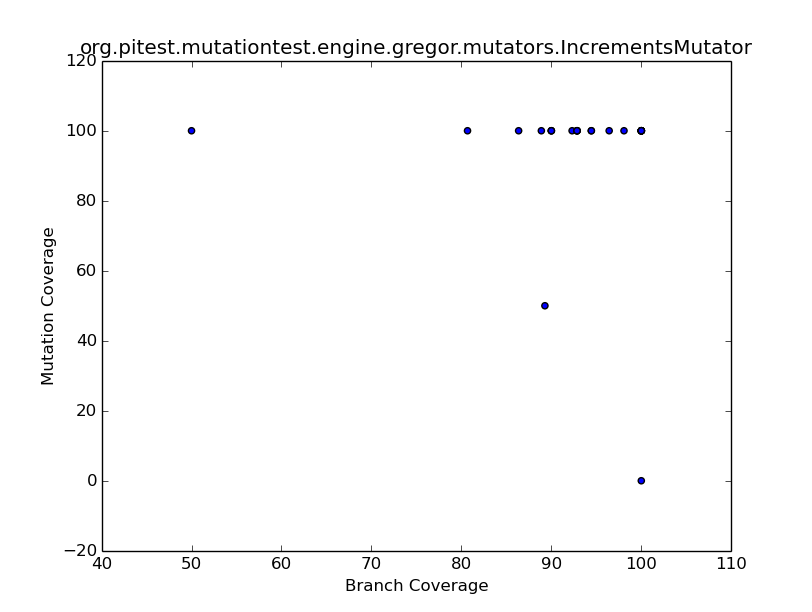 org.pitest.mutationtest.engine.gregor.mutators.IncrementsMutator
120
100
80
60
40
20
0
−20
Mutation Coverage
40 50 60 70 80 90 100 110
Branch Coverage